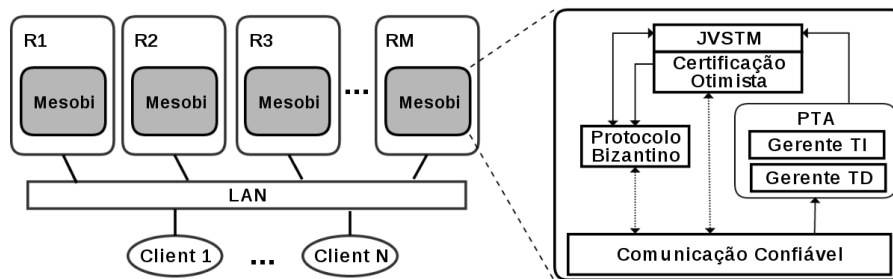 R1
R2
R3
RM
Mesobi
Mesobi
Mesobi
...
Mesobi
LAN
Client 1
...
Client N
JVSTM
Certificação
Otimista
Protocolo
Bizantino
PTA
Gerente TI
Gerente TD
Comunicação Confiável